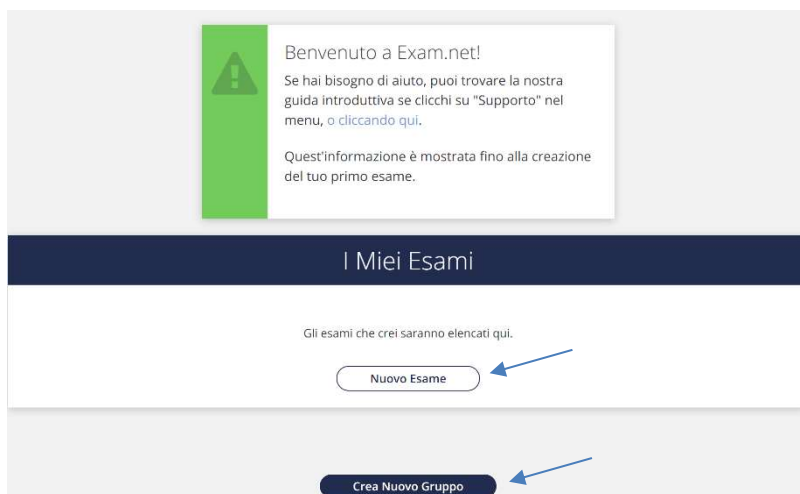 Benvenuto a Exam.net!
Se hai bisogno di aiuto, puoi trovare la nostra
guida introduttiva se clicchi su "Supporto" nel
menu, o cliccando qui.
Quest'informazione è mostrata fino alla creazione
del tuo primo esame.
I Miei Esami
Gli esami che crei saranno elencati qui.
Nuovo Esame
Crea Nuovo Gruppo